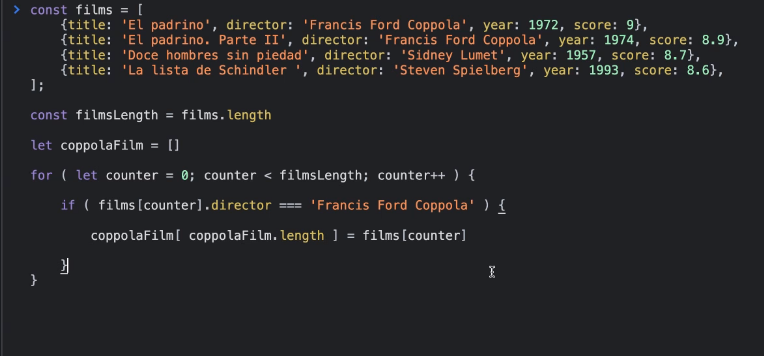 const films = [
    {title: 'El padrino', director: 'Francis Ford Coppola', year: 1972, score: 9},
    {title: 'El padrino. Parte II', director: 'Francis Ford Coppola', year: 1974, score: 8.9},
    {title: 'Doce hombres sin piedad', director: 'Sidney Lumet', year: 1957, score: 8.7},
    {title: 'La lista de Schindler ', director: 'Steven Spielberg', year: 1993, score: 8.6},
];
const filmsLength = films.length
let coppolaFilm = []
for ( let counter = 0; counter < filmsLength; counter++ ) {
    if ( films[counter].director === 'Francis Ford Coppola' ) {
        coppolaFilm[ coppolaFilm.length ] = films[counter]
    }
}